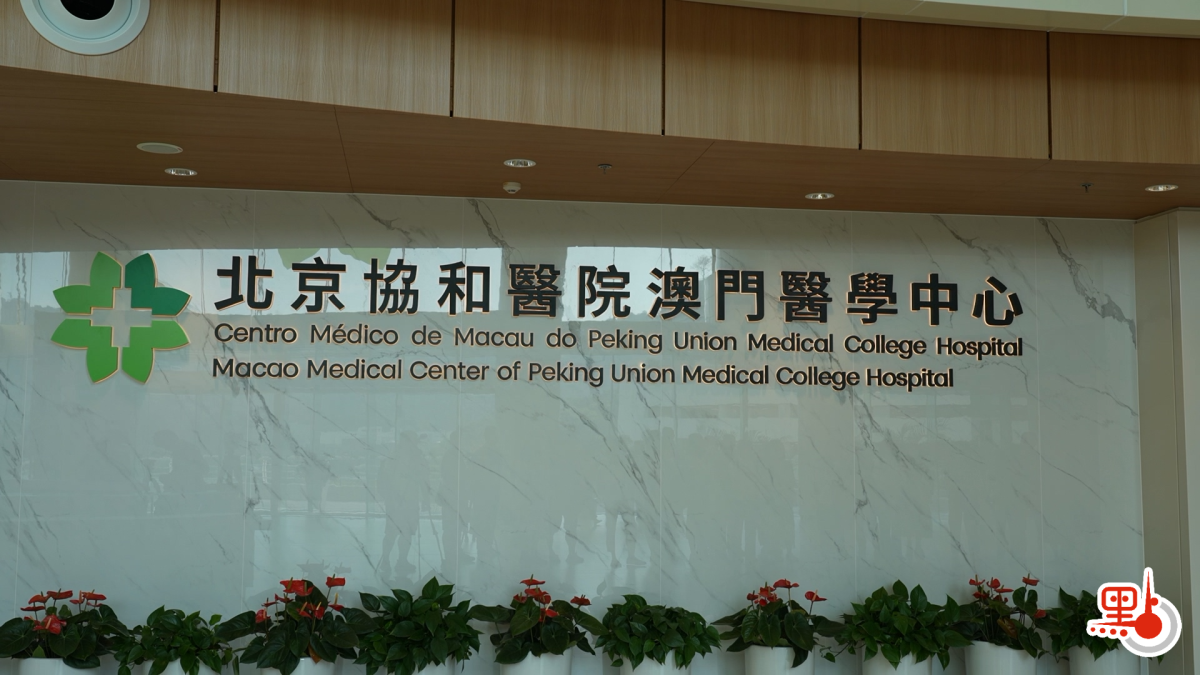 北京協和醫院澳門醫學中心
Centro Médico de Macau do Peking Union Medical College Hospital
Macao Medical Center of Peking Union Medical College Hospital